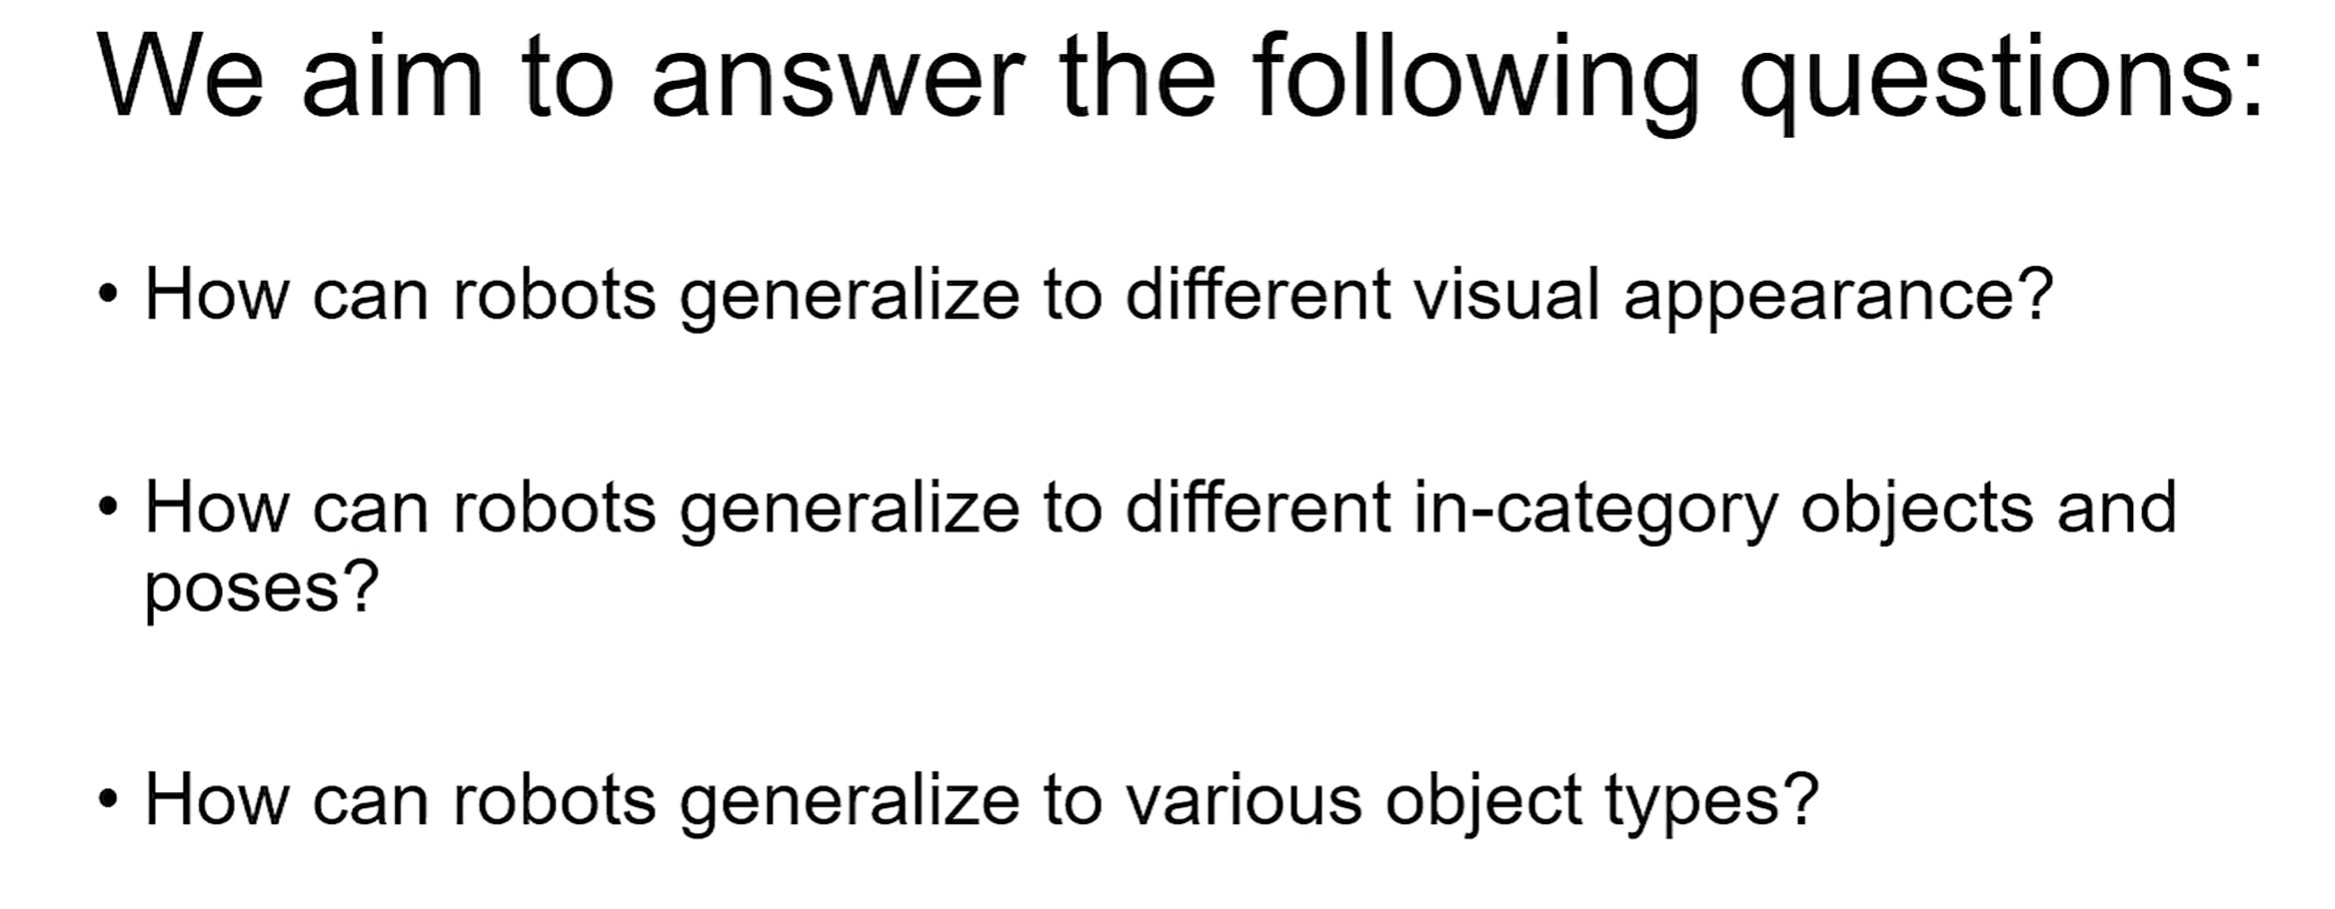 We aim to answer the following questions:
• How can robots generalize to different visual appearance?
• How can robots generalize to different in-category objects and
poses?
• How can robots generalize to various object types?